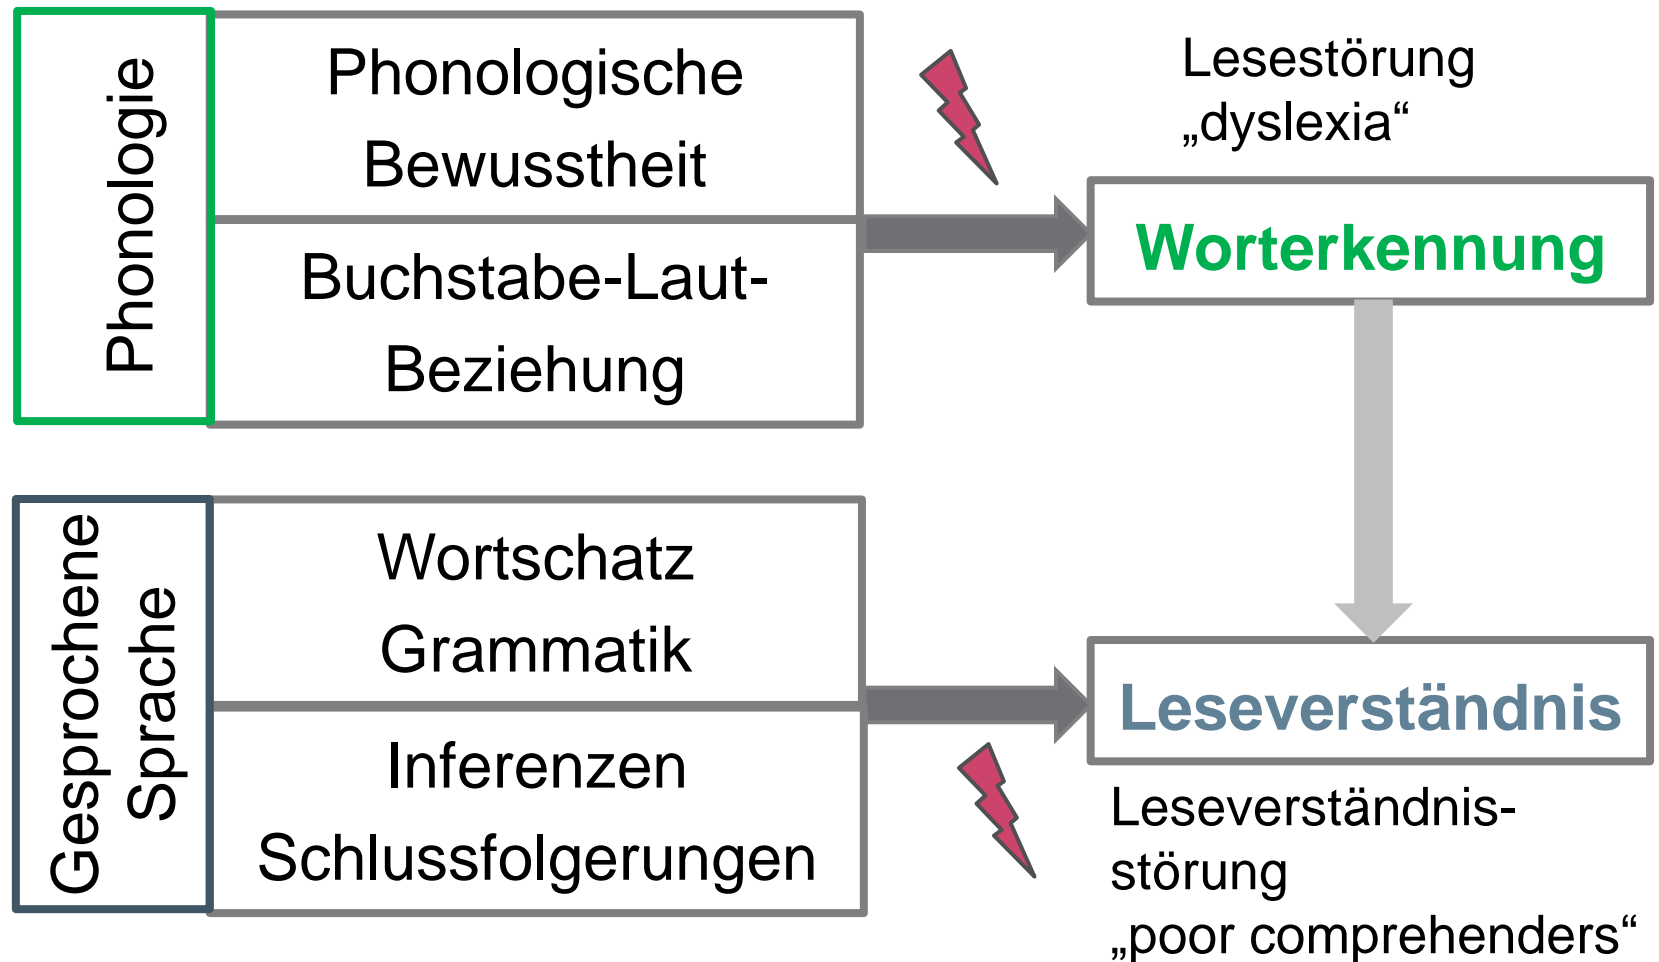 Phonologie
Phonologische
Bewusstheit
Buchstabe-Laut-
Beziehung
Lesestörung
„dyslexia“
Worterkennung
Gesprochene
Sprache
Wortschatz
Grammatik
Inferenzen
Schlussfolgerungen
Leseverständnis
Leseverständnis-
störung
„poor comprehenders“